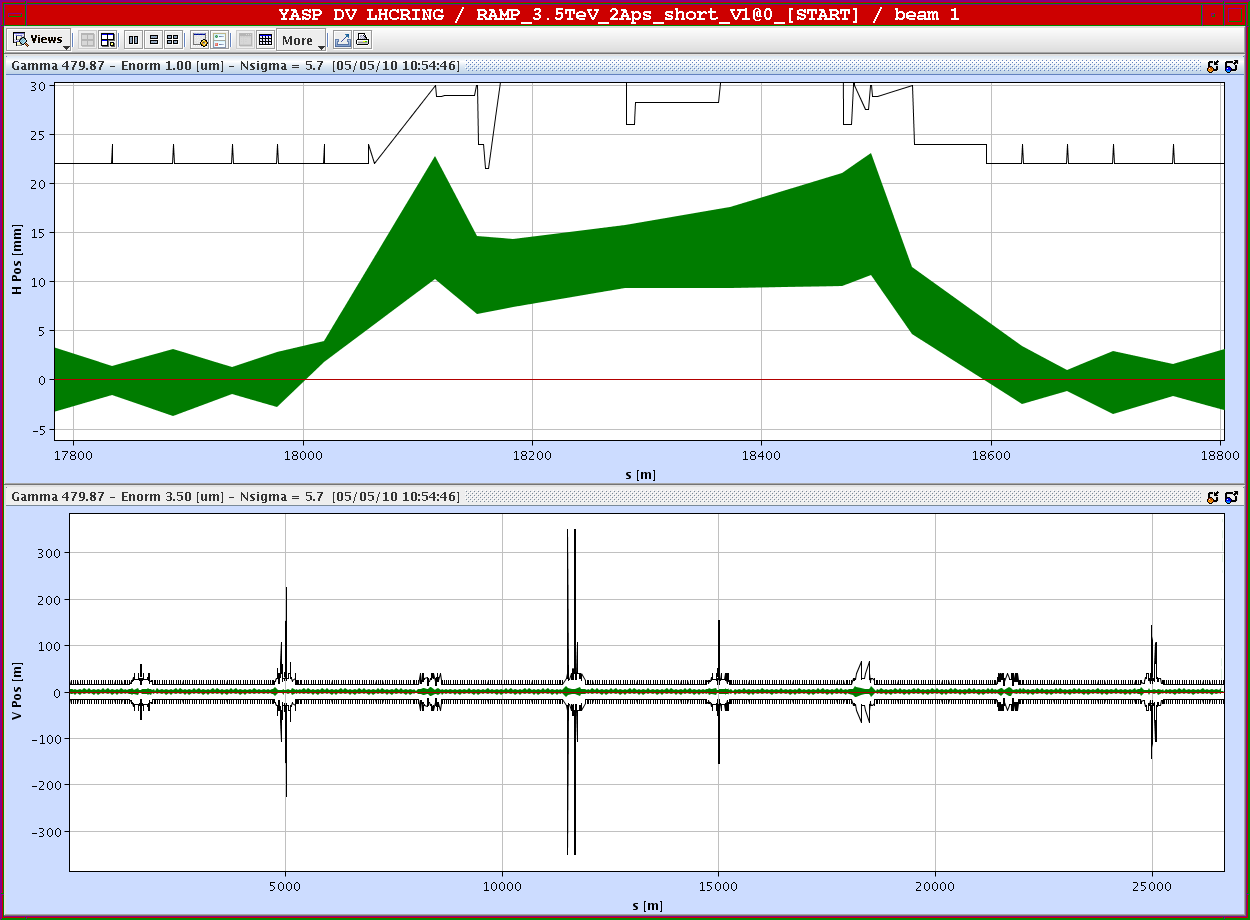 YASP DV LHCRING / RAMP_3.5TeV_2Aps_short_V1@0_[START] / beam 1
Views More
Gamma 479.87 - Enorm 1.00 [um] - Nsigma = 5.7 [05/05/10 10:54:46]
30
25
20
15
10
5
0
-5
H Pos [mm]
17800 18000 18200 18400 18600 18800
s [m]
Gamma 479.87 - Enorm 3.50 [um] - Nsigma = 5.7 [05/05/10 10:54:46]
300
200
100
0
-100
-200
-300
V Pos [m]
5000 10000 15000 20000 25000
s [m]